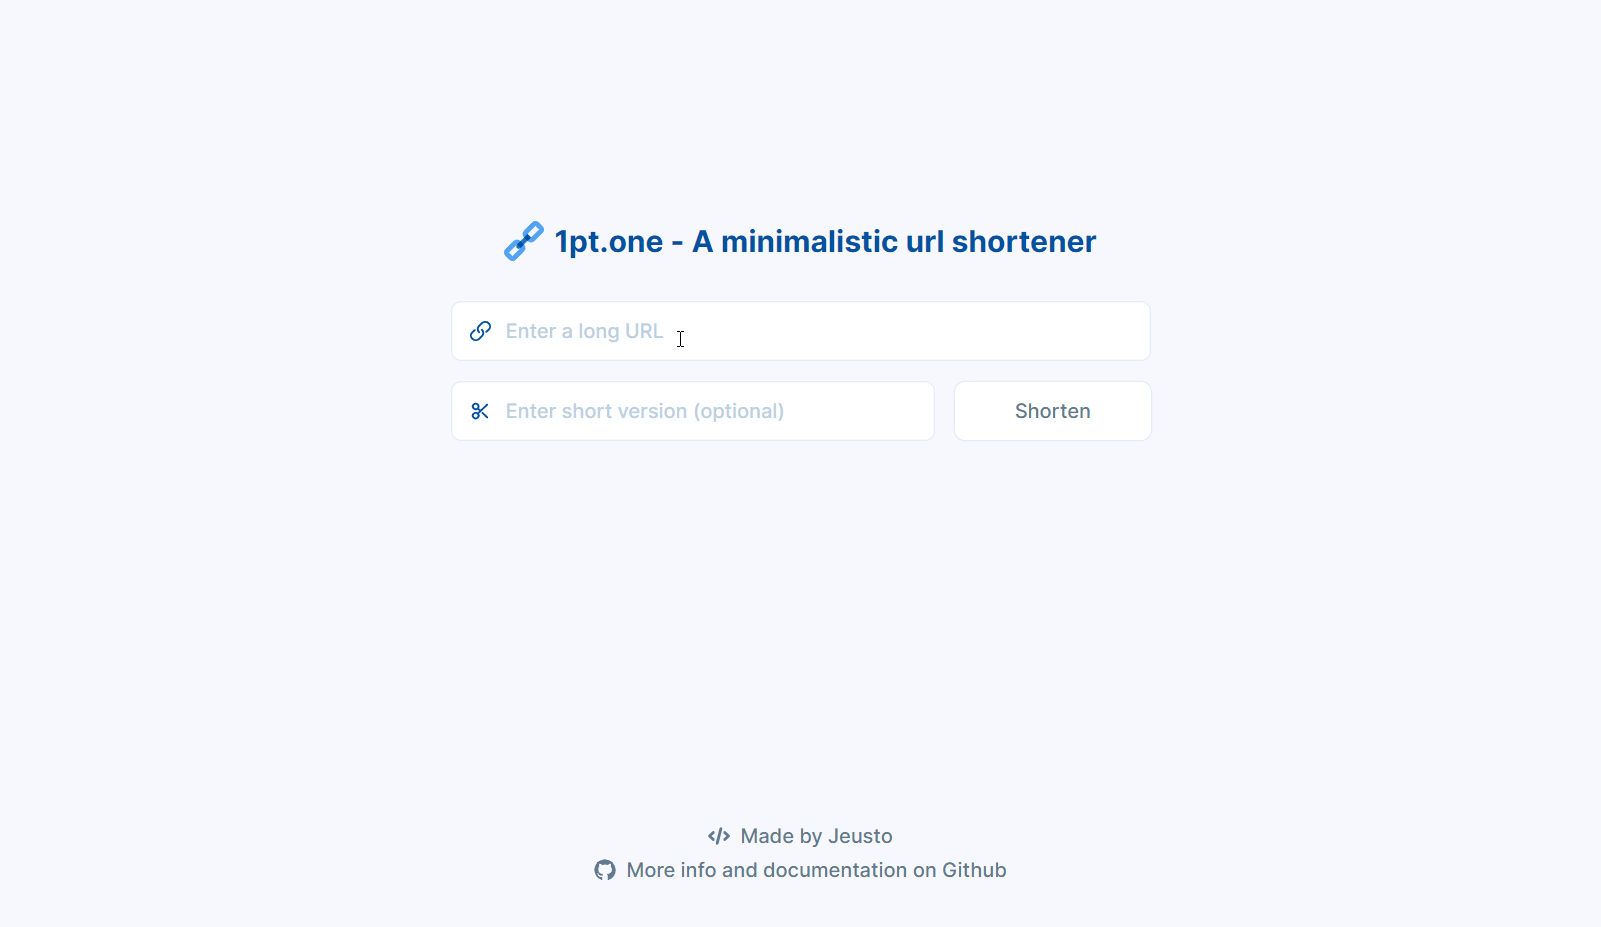 1pt.one - A minimalistic url shortener
Enter a long URL
Enter short version (optional)
Shorten
Made by Jeusto
More info and documentation on Github